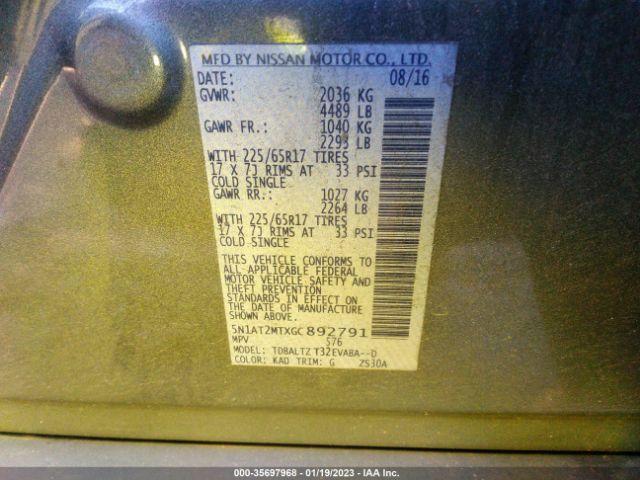 MFD BY NISSAN MOTOR CO., LTD.
DATE: 08/16
GVWR: 2036 KG
4489 LB
GAWR FR.: 1040 KG
2293 LB
WITH 225/65R17 TIRES
17 X 7J RIMS AT 33 PSI
COLD SINGLE
GAWR RR.: 1027 KG
2264 LB
WITH 225/65R17 TIRES
17 X 7J RIMS AT 33 PSI
COLD SINGLE
THIS VEHICLE CONFORMS TO
ALL APPLICABLE FEDERAL
MOTOR VEHICLE SAFETY AND
THEFT PREVENTION
STANDARDS IN EFFECT ON
THE DATE OF MANUFACTURE
SHOWN ABOVE.
5N1AT2MTXGC892791
MPV S76
MODEL: TDBALTZ T32EVABA--D
COLOR: KAD TRIM: G ZS30A
000-35697968 | 01/19/2023 | IAA Inc.